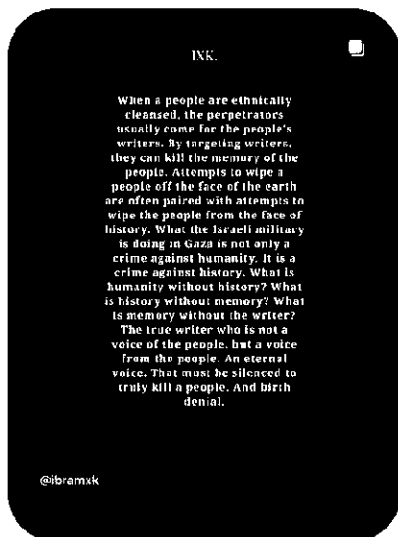 IXK.
When a people are ethnically
cleansed, the perpetrators
usually come for the people's
writers. By targeting writers,
they can kill the memory of the
people. Attempts to wipe a
people off the face of the earth
are often paired with attempts to
wipe the people from the face of
history. What the Israeli military
is doing in Gaza is not only a
crime against humanity. It is a
crime against history. What is
humanity without history? What
is history without memory? What
is memory without the writer?
The true writer who is not a
voice of the people, but a voice
from the people. An eternal
voice. That must be silenced to
truly kill a people. And birth
denial.
@ibramxk